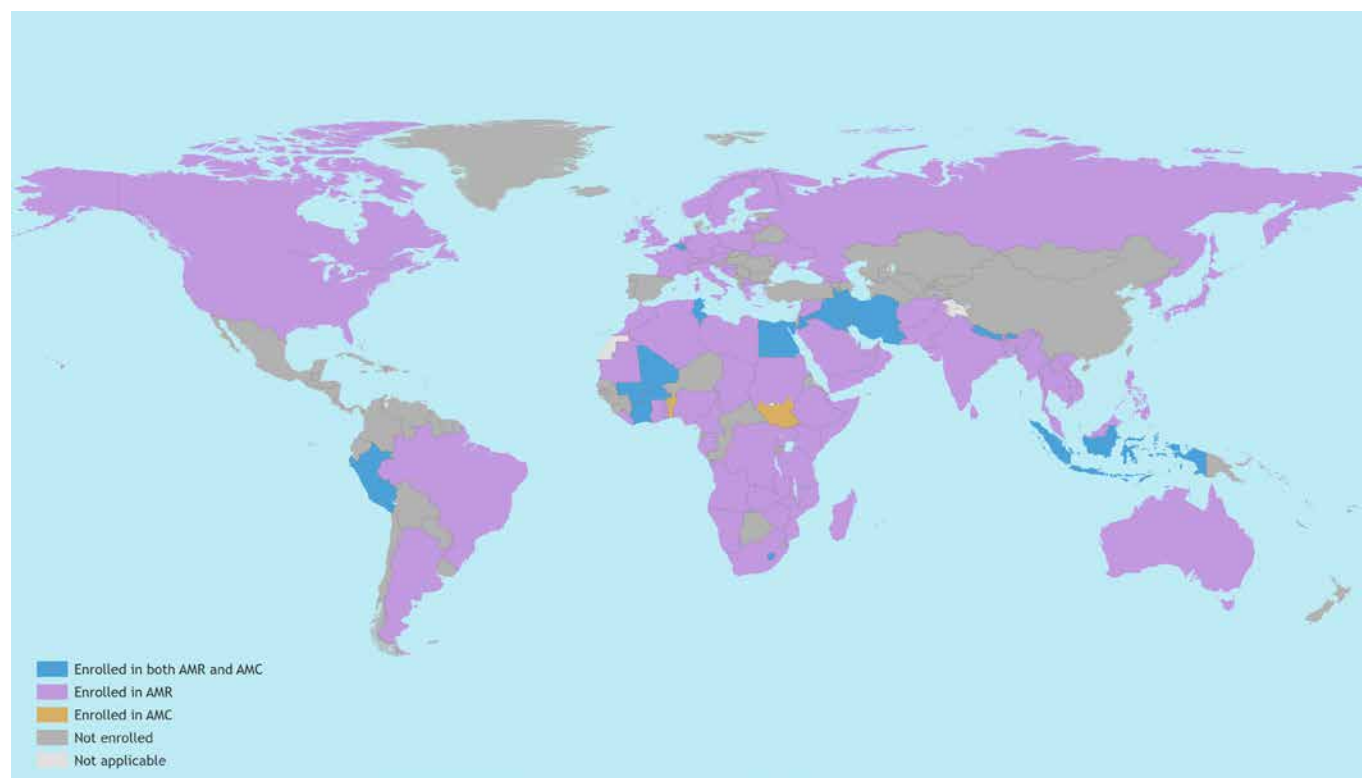 Enrolled in both AMR and AMC
Enrolled in AMR
Enrolled in AMC
Not enrolled
Not applicable